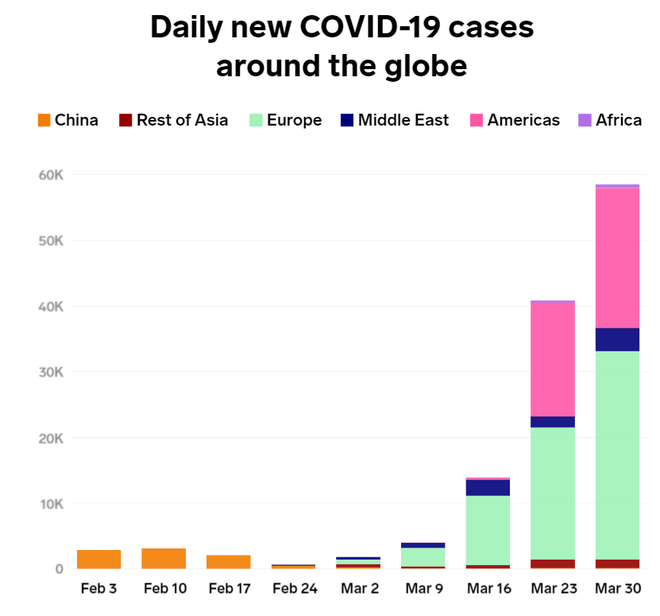 Daily new COVID-19 cases
around the globe
China Rest of Asia Europe Middle East Americas Africa
60K
50K
40K
30K
20K
10K
0
Feb 3 Feb 10 Feb 17 Feb 24 Mar 2 Mar 9 Mar 16 Mar 23 Mar 30